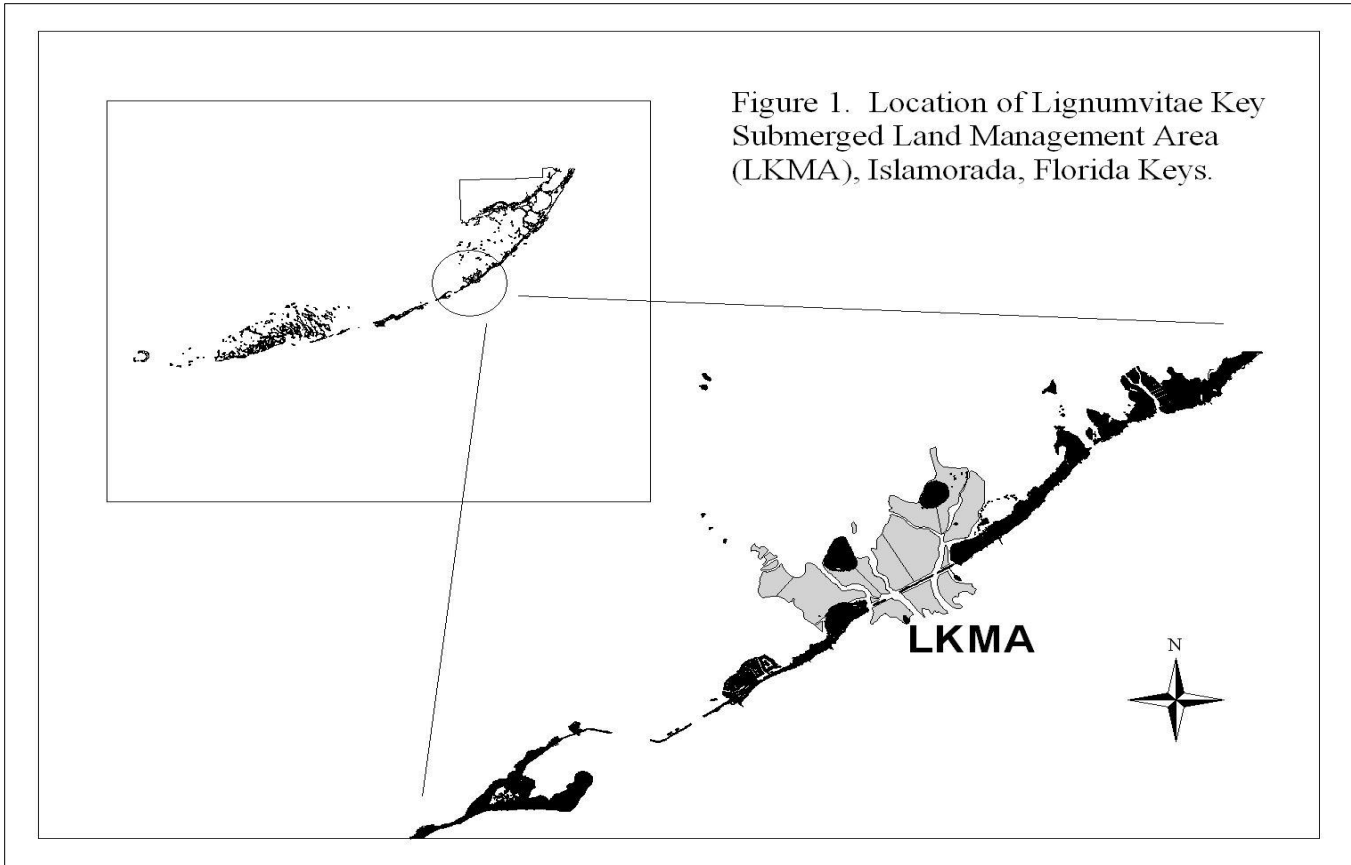 Figure 1. Location of Lignumvitae Key
Submerged Land Management Area
(LKMA), Islamorada, Florida Keys.
LKMA
N